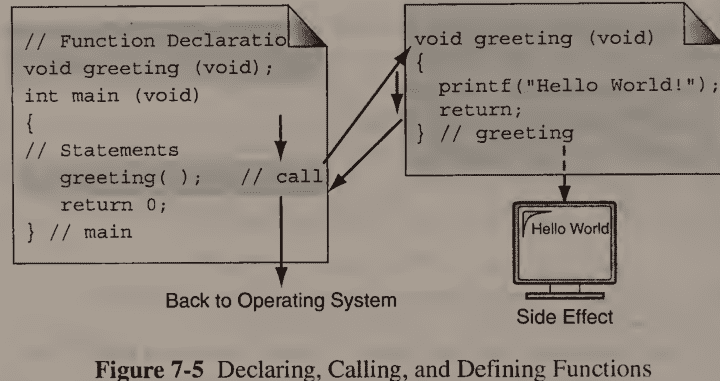 // Function Declaratio
void greeting (void);
int main (void)
{
// Statements
greeting( ); // call
return 0;
} // main
Back to Operating System
void greeting (void)
{
printf("Hello World!");
return;
} // greeting
Hello World
Side Effect
Figure 7-5 Declaring, Calling, and Defining Functions